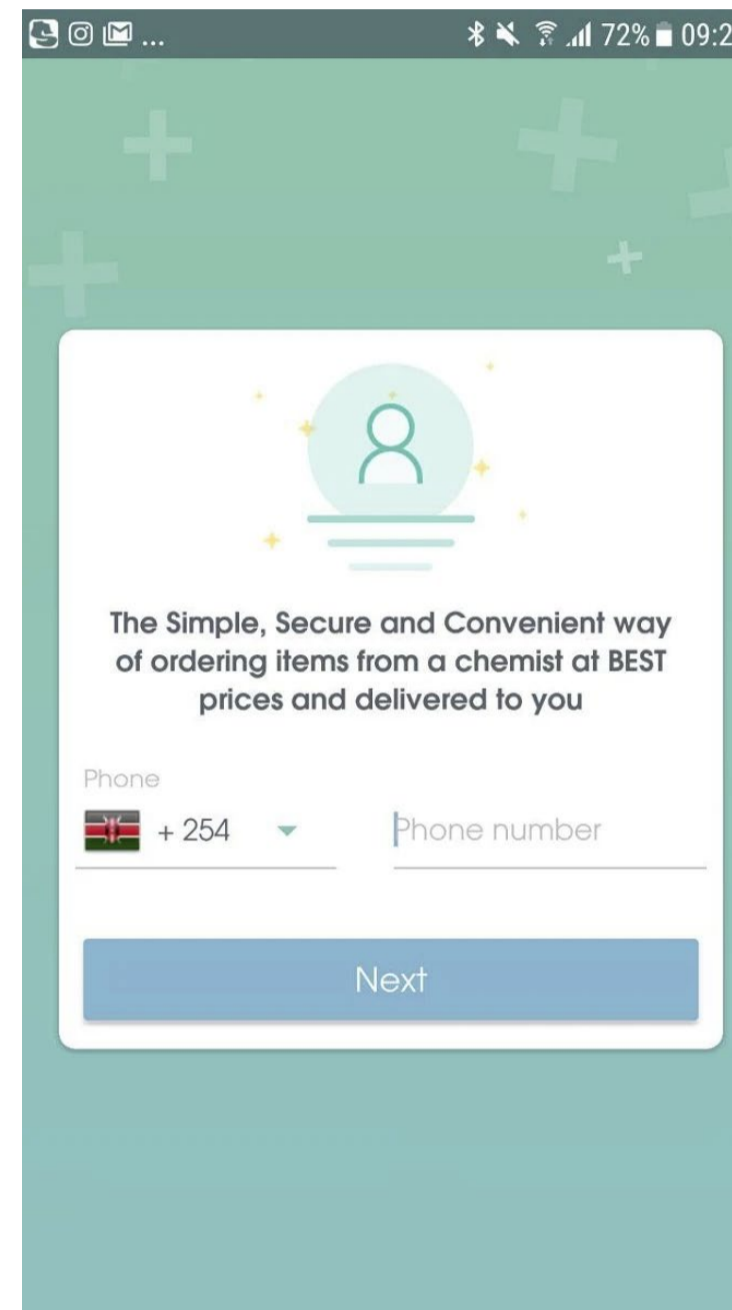 ... 72% 09:2
The Simple, Secure and Convenient way
of ordering items from a chemist at BEST
prices and delivered to you
Phone
+ 254 Phone number
Next